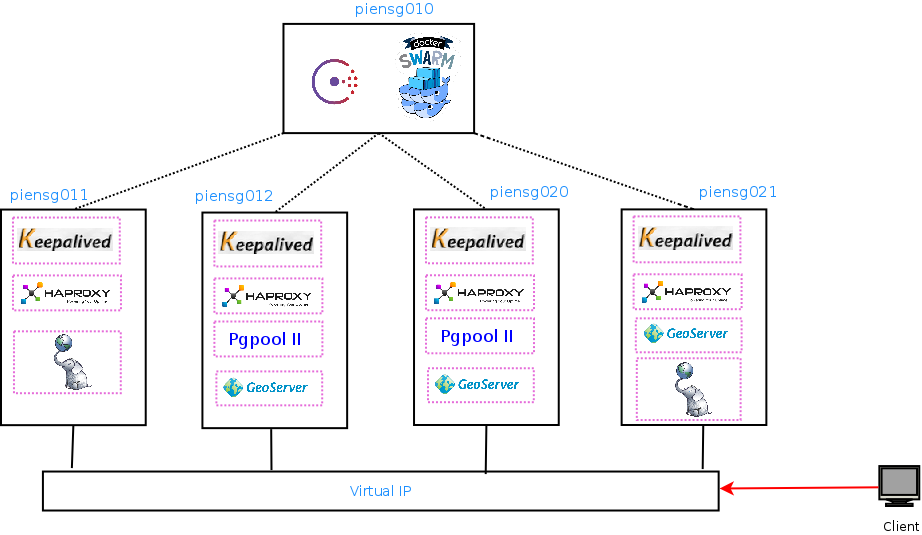 piensg010
docker
SWARM
piensg011
piensg012
piensg020
piensg021
Keepalived
Keepalived
Keepalived
Keepalived
HAPROXY
HAPROXY
HAPROXY
HAPROXY
Pgpool II
Pgpool II
GeoServer
GeoServer
GeoServer
Virtual IP
Client